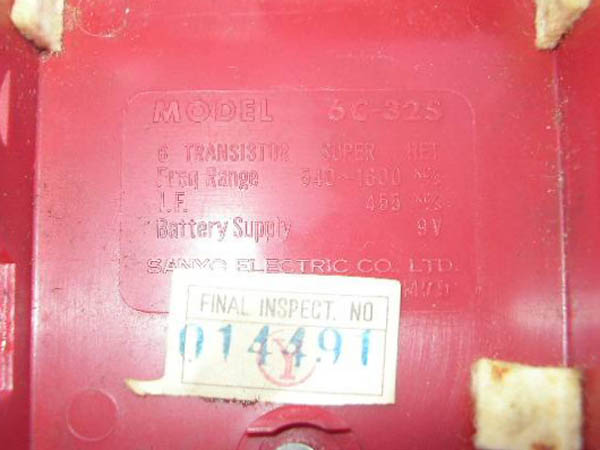 MODEL 6C-32S
6 TRANSISTOR SUPER HET
Freq Range 540~1600 KC/S
I.F. 455 KC/S
Battery Supply 9V
SANYO ELECTRIC CO. LTD.
FINAL INSPECT. NO
014491
Y